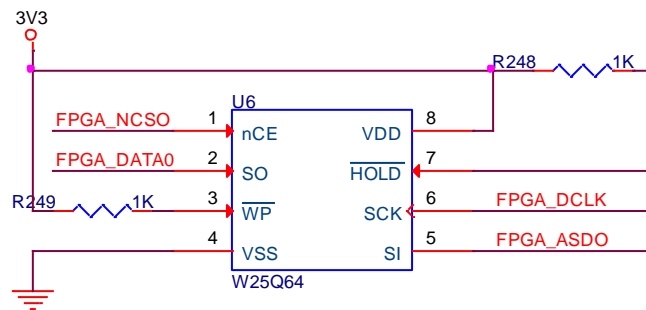 3V3
R248 1K
U6
FPGA_NCSO 1 nCE VDD 8
FPGA_DATA0 2 SO HOLD 7
R249 1K 3 WP SCK 6 FPGA_DCLK
4 VSS SI 5 FPGA_ASDO
W25Q64